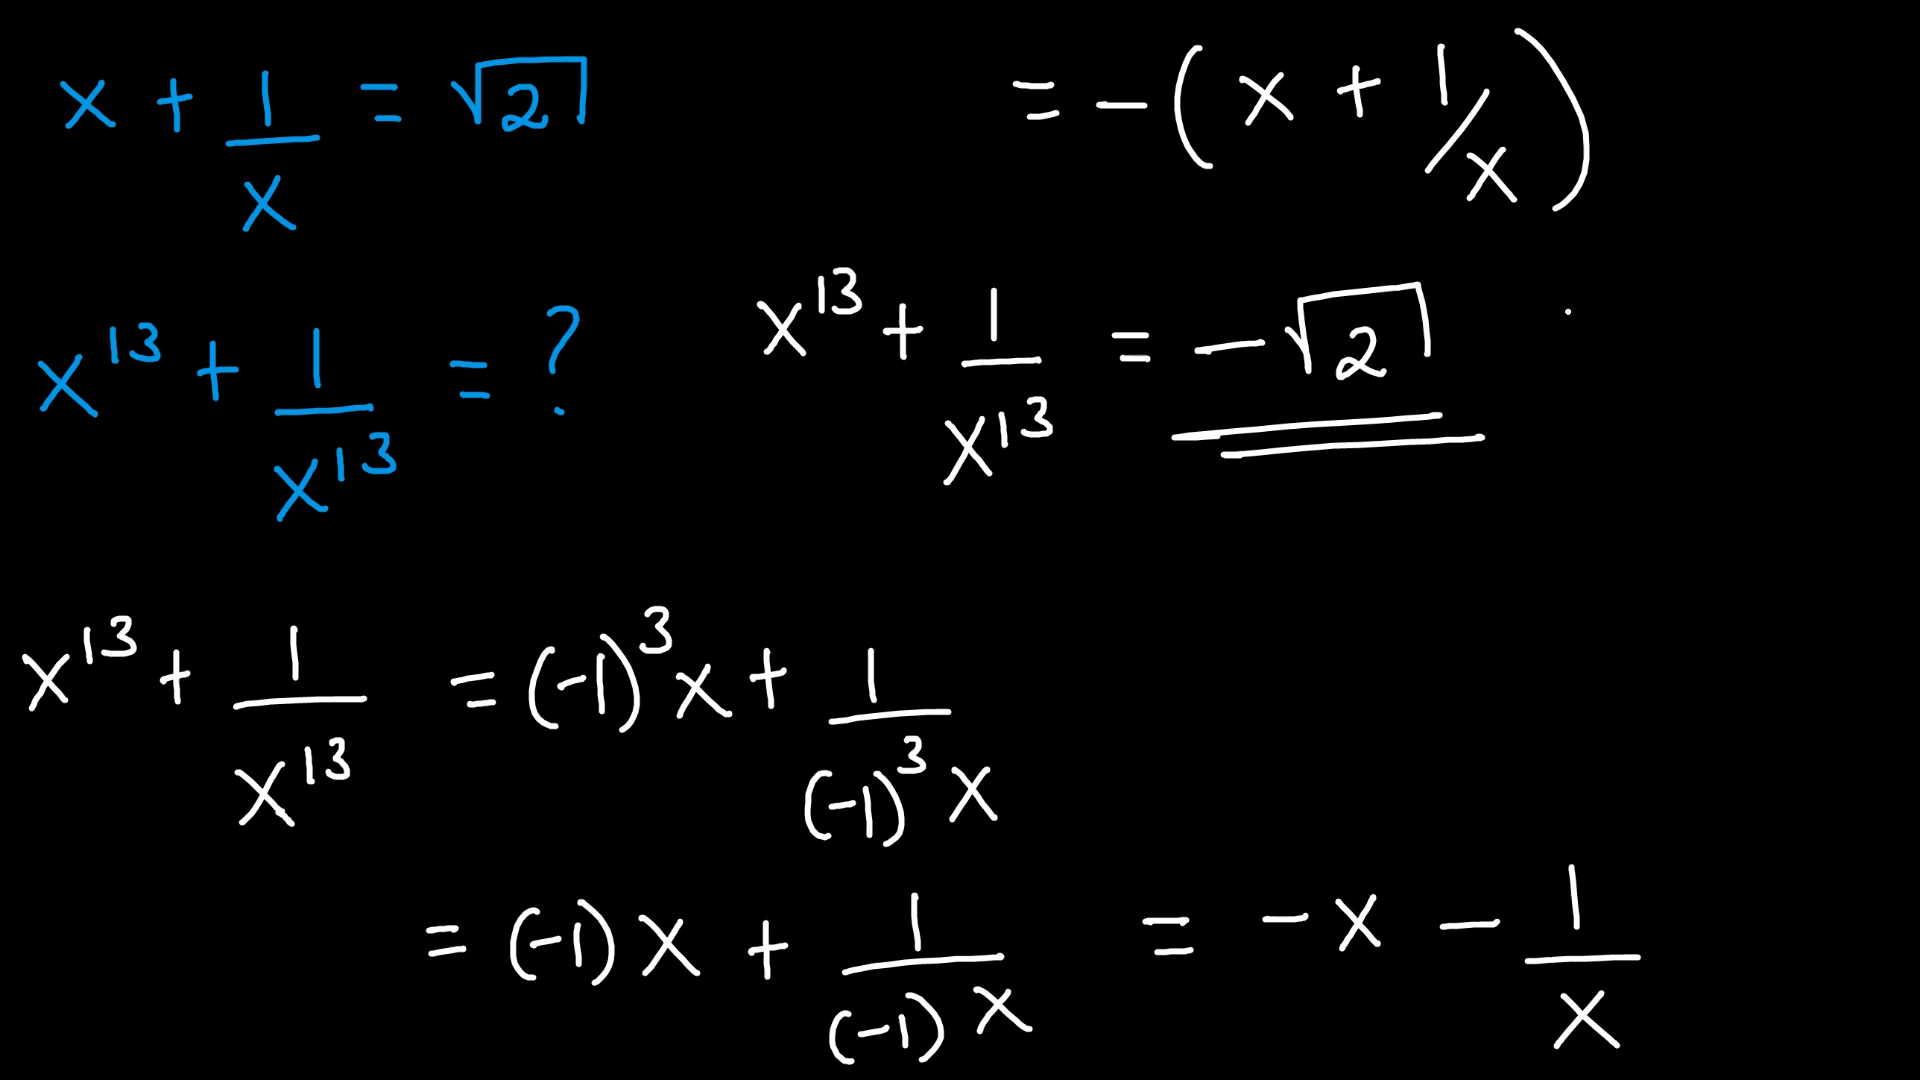 x + 1/x = √2
x^13 + 1/x^13 = ?
x^13 + 1/x^13 = (-1)^3 x + 1/((-1)^3 x)
= (-1)x + 1/((-1)x) = -x - 1/x
= -(x + 1/x)
x^13 + 1/x^13 = -√2